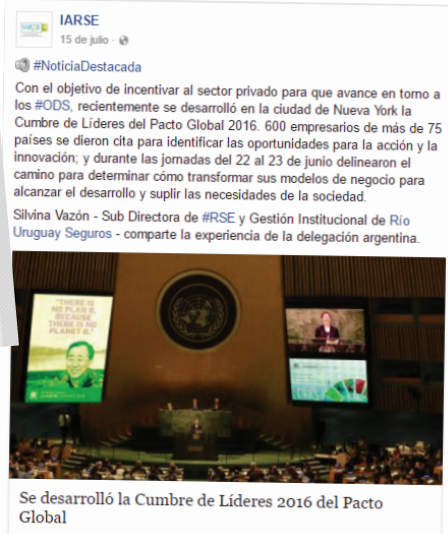 IARSE
15 de julio ·
#NoticiaDestacada
Con el objetivo de incentivar al sector privado para que avance en torno a
los #ODS, recientemente se desarrolló en la ciudad de Nueva York la
Cumbre de Líderes del Pacto Global 2016. 600 empresarios de más de 75
países se dieron cita para identificar las oportunidades para la acción y la
innovación; y durante las jornadas del 22 al 23 de junio delinearon el
camino para determinar cómo transformar sus modelos de negocio para
alcanzar el desarrollo y suplir las necesidades de la sociedad.
Silvina Vazón - Sub Directora de #RSE y Gestión Institucional de Río
Uruguay Seguros - comparte la experiencia de la delegación argentina.
"THERE IS
NO PLAN B,
BECAUSE
THERE IS NO
PLANET B."
Se desarrolló la Cumbre de Líderes 2016 del Pacto
Global